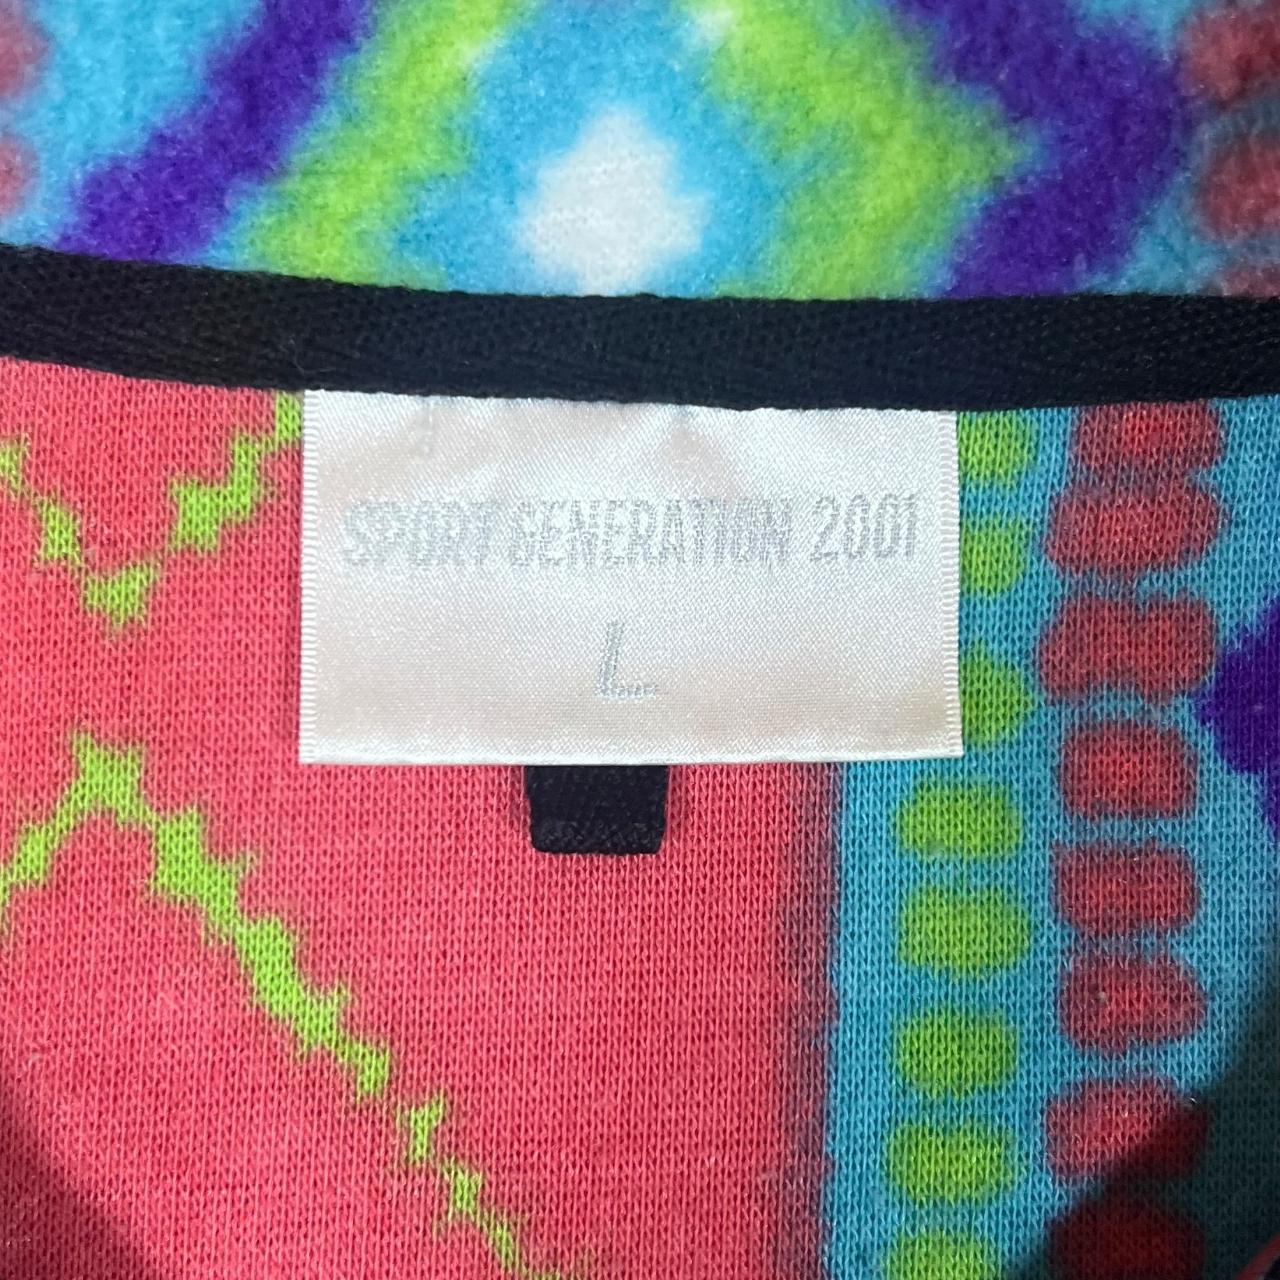 SPORT GENERATION 2001
L